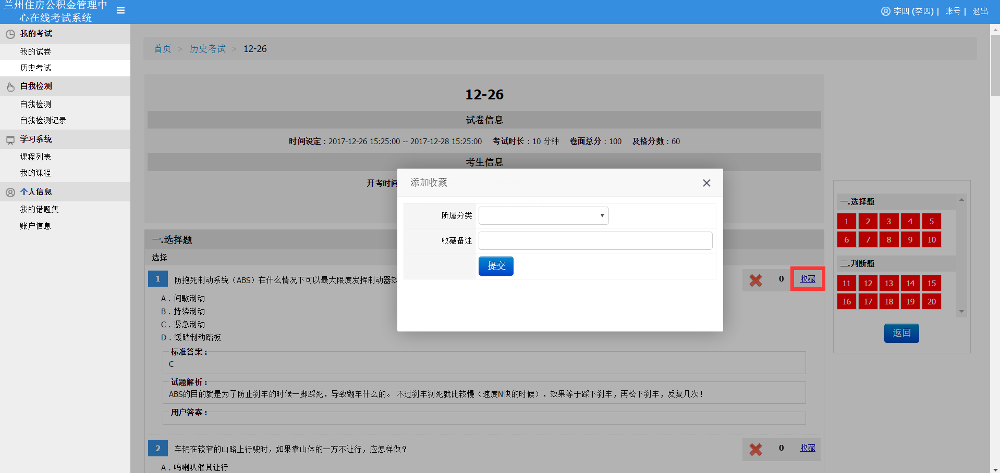 兰州住房公积金管理中
心在线考试系统
李四 (李四) | 账号 | 退出
我的考试
我的试卷
历史考试
自我检测
自我检测
自我检测记录
学习系统
课程列表
我的课程
个人信息
我的错题集
账户信息
首页 > 历史考试 > 12-26
12-26
试卷信息
时间设定：2017-12-26 15:25:00 -- 2017-12-28 15:25:00 考试时长：10 分钟 卷面总分：100 及格分数：60
考生信息
开考时间
添加收藏
所属分类
收藏备注
提交
一.选择题
选择
1 防抱死制动系统（ABS）在什么情况下可以最大限度发挥制动器效
0 收藏
A．间歇制动
B．持续制动
C．紧急制动
D．缓踏制动踏板
标准答案：
C
试题解析：
ABS的目的就是为了防止刹车的时候一脚踩死，导致翻车什么的。 不过刹车刹死就比较慢（速度N快的时候），效果等于踩下刹车，再松下刹车，反复几次！
用户答案：
2 车辆在较窄的山路上行驶时，如果靠山体的一方不让行，应怎样做？
0 收藏
A．鸣喇叭催其让行
一.选择题
1 2 3 4 5
6 7 8 9 10
二.判断题
11 12 13 14 15
16 17 18 19 20
返回